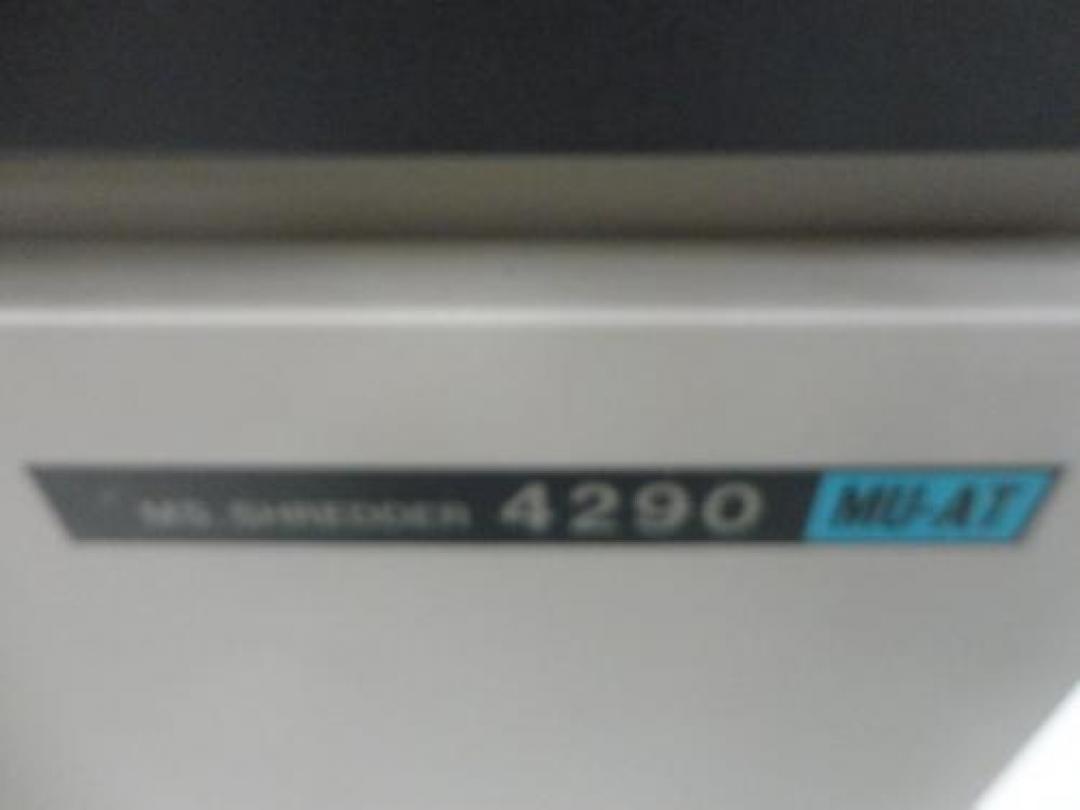 MS. SHREDDER 4290 MU-AT